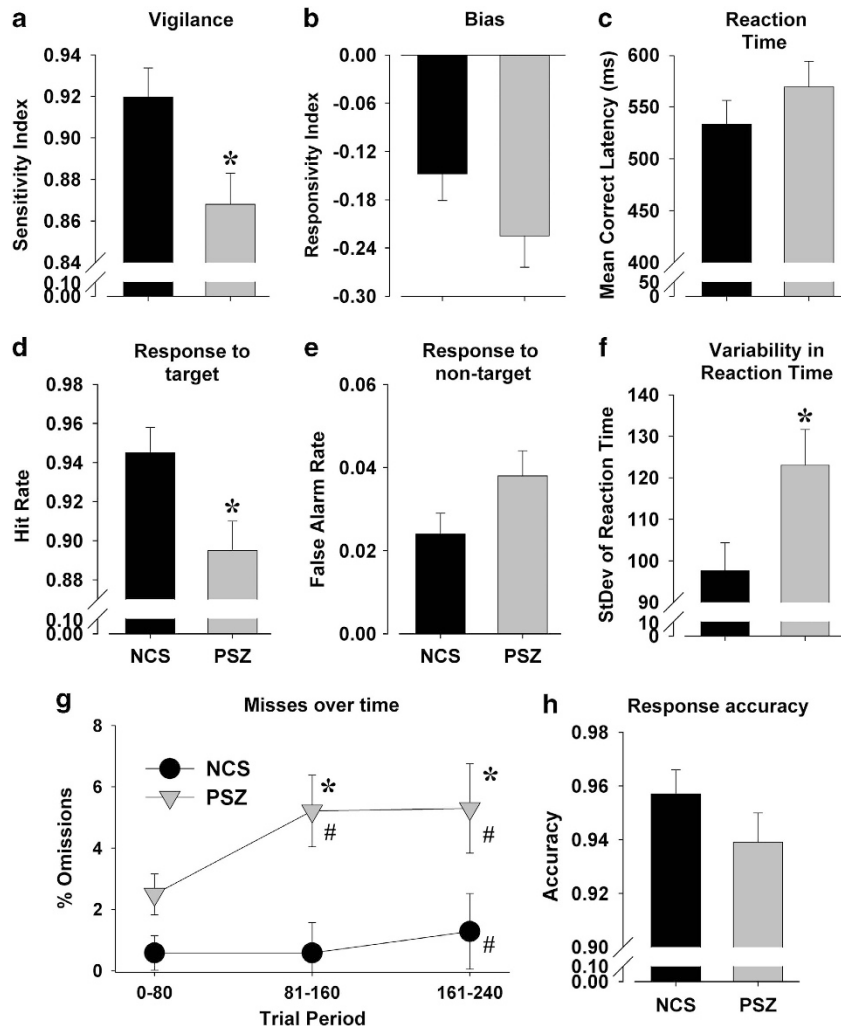 a Vigilance
Sensitivity Index
0.94
0.92
0.90
0.88
0.86
0.84
0.10
0.00
*
b Bias
Responsivity Index
0.00
-0.06
-0.12
-0.18
-0.24
-0.30
c Reaction
Time
Mean Correct Latency (ms)
600
550
500
450
400
50
0
d Response to
target
Hit Rate
0.98
0.96
0.94
0.92
0.90
0.88
0.10
0.00
*
NCS PSZ
e Response to
non-target
False Alarm Rate
0.06
0.04
0.02
0.00
NCS PSZ
f Variability in
Reaction Time
StDev of Reaction Time
140
130
120
110
100
90
10
0
*
g Misses over time
% Omissions
8
6
4
2
0
NCS
PSZ
* *
# #
#
0-80 81-160 161-240
Trial Period
h Response accuracy
Accuracy
0.98
0.96
0.94
0.92
0.90
0.10
0.00
NCS PSZ